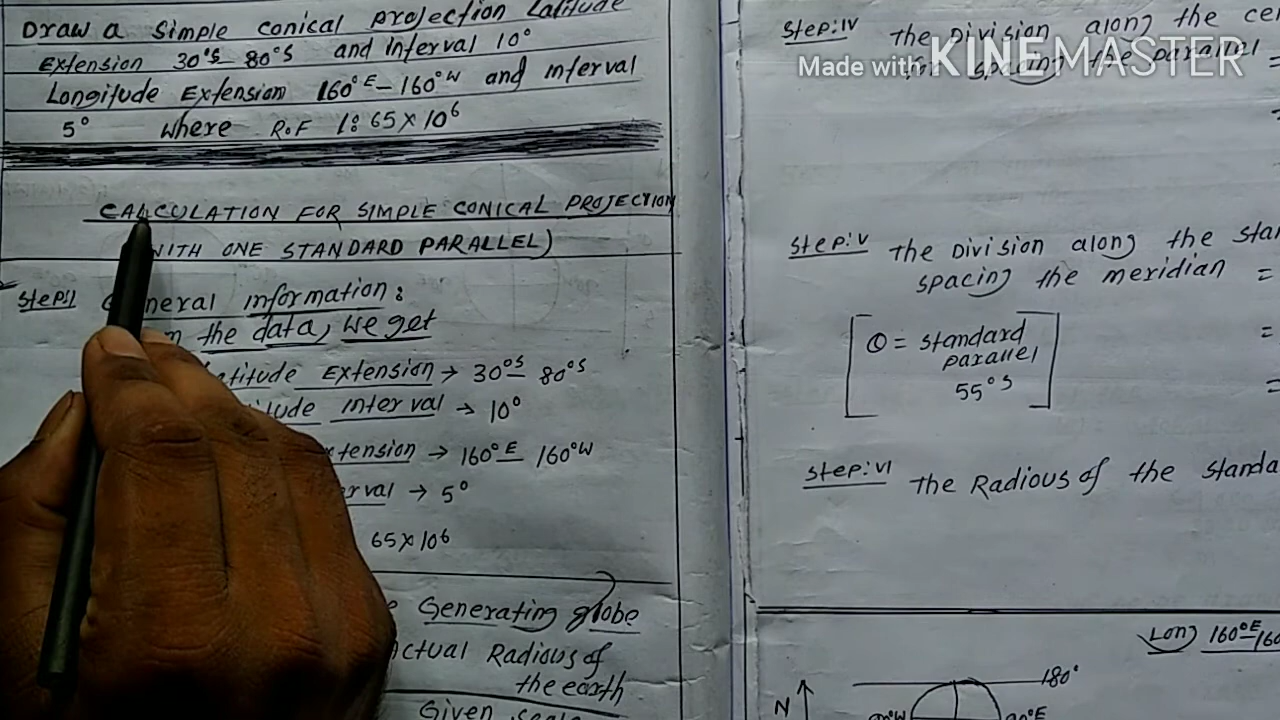 Draw a Simple conical projection Latitude
Extension 30°S 80°S and interval 10°
Longitude Extension 160°E - 160°W and interval
5° where R.F 1:65×10⁶
CALCULATION FOR SIMPLE CONICAL PROJECTION
WITH ONE STANDARD PARALLEL)
Step:I General information:
the data, we get
Latitude Extension → 30°S 80°S
interval → 10°
→ 160°E 160°W
→ 5°
65×10⁶
Generating globe
Actual Radious of
the earth
Given
Step:IV The Division along the
spacing the parallel =
Made with KINEMASTER
Step:V The Division along the
spacing the meridian =
Θ = Standard
parallel
55°S
=
=
Step:VI The Radious of the
Long 160°E
180°
N